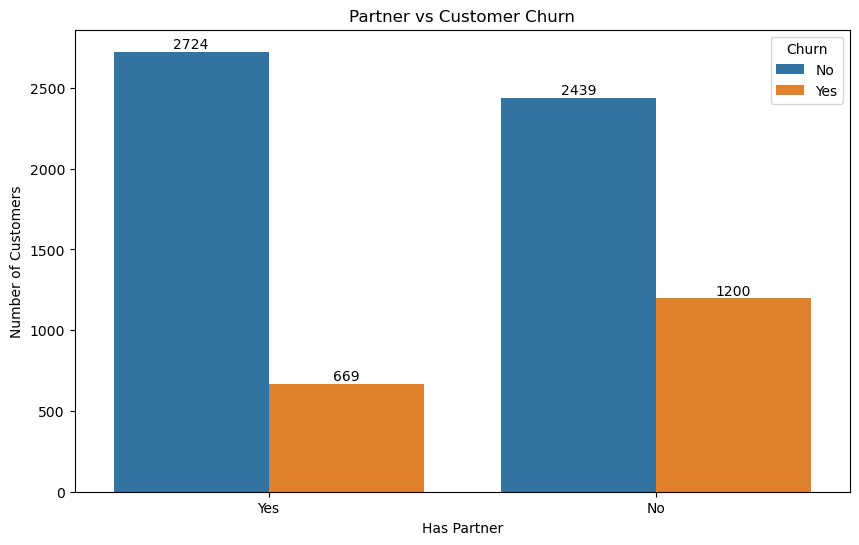 Partner vs Customer Churn
2724
2439
Churn
No
Yes
2500
2000
1500
1200
1000
669
500
0
Number of Customers
Yes
No
Has Partner